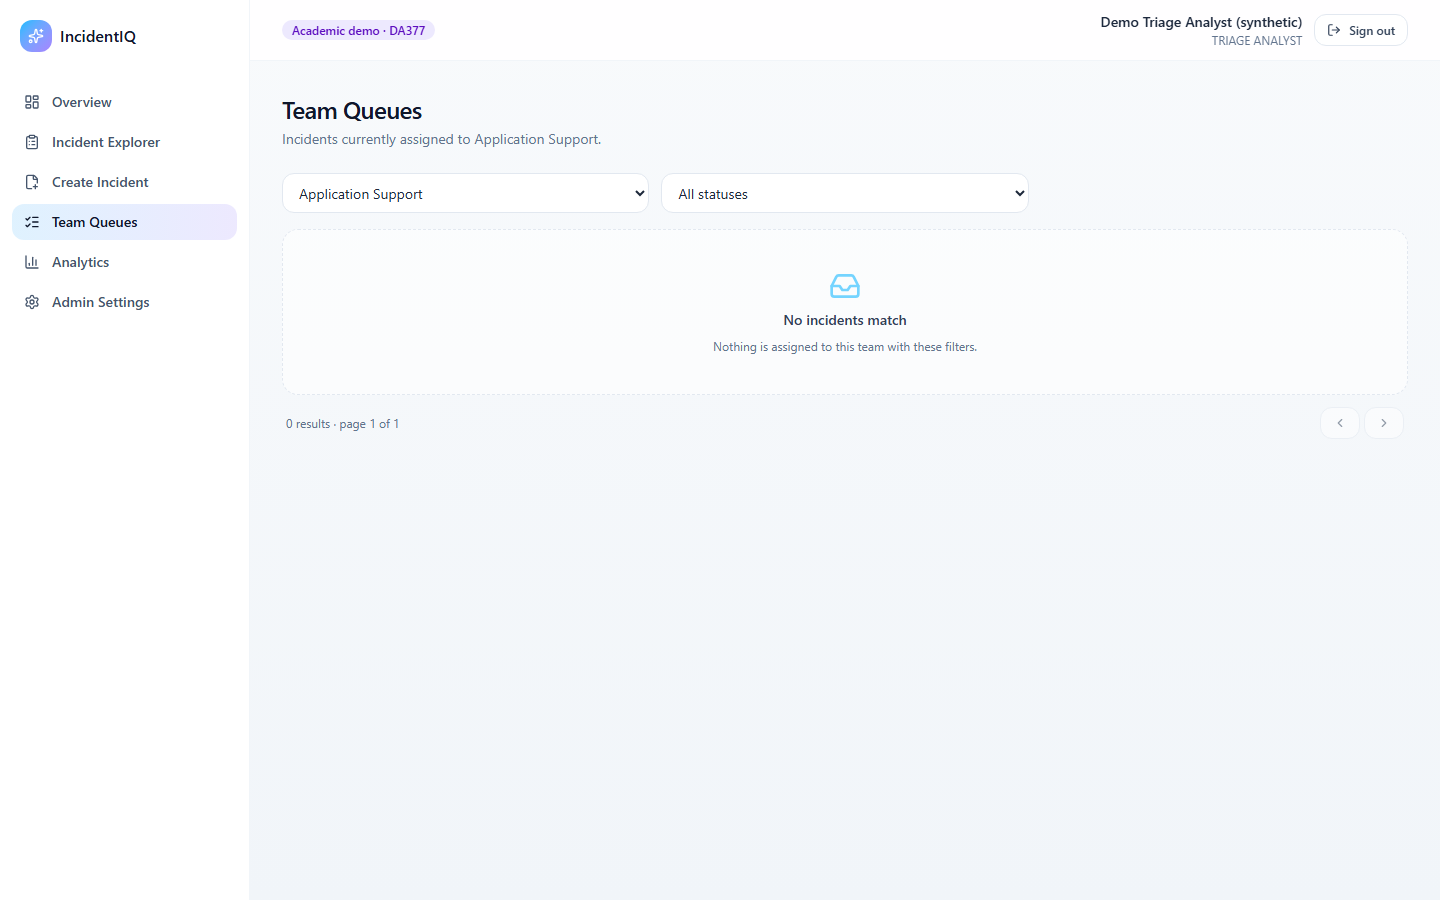 IncidentIQ
Overview
Incident Explorer
Create Incident
Team Queues
Analytics
Admin Settings
Academic demo · DA377
Demo Triage Analyst (synthetic)
TRIAGE ANALYST
Sign out
Team Queues
Incidents currently assigned to Application Support.
Application Support
All statuses
No incidents match
Nothing is assigned to this team with these filters.
0 results · page 1 of 1